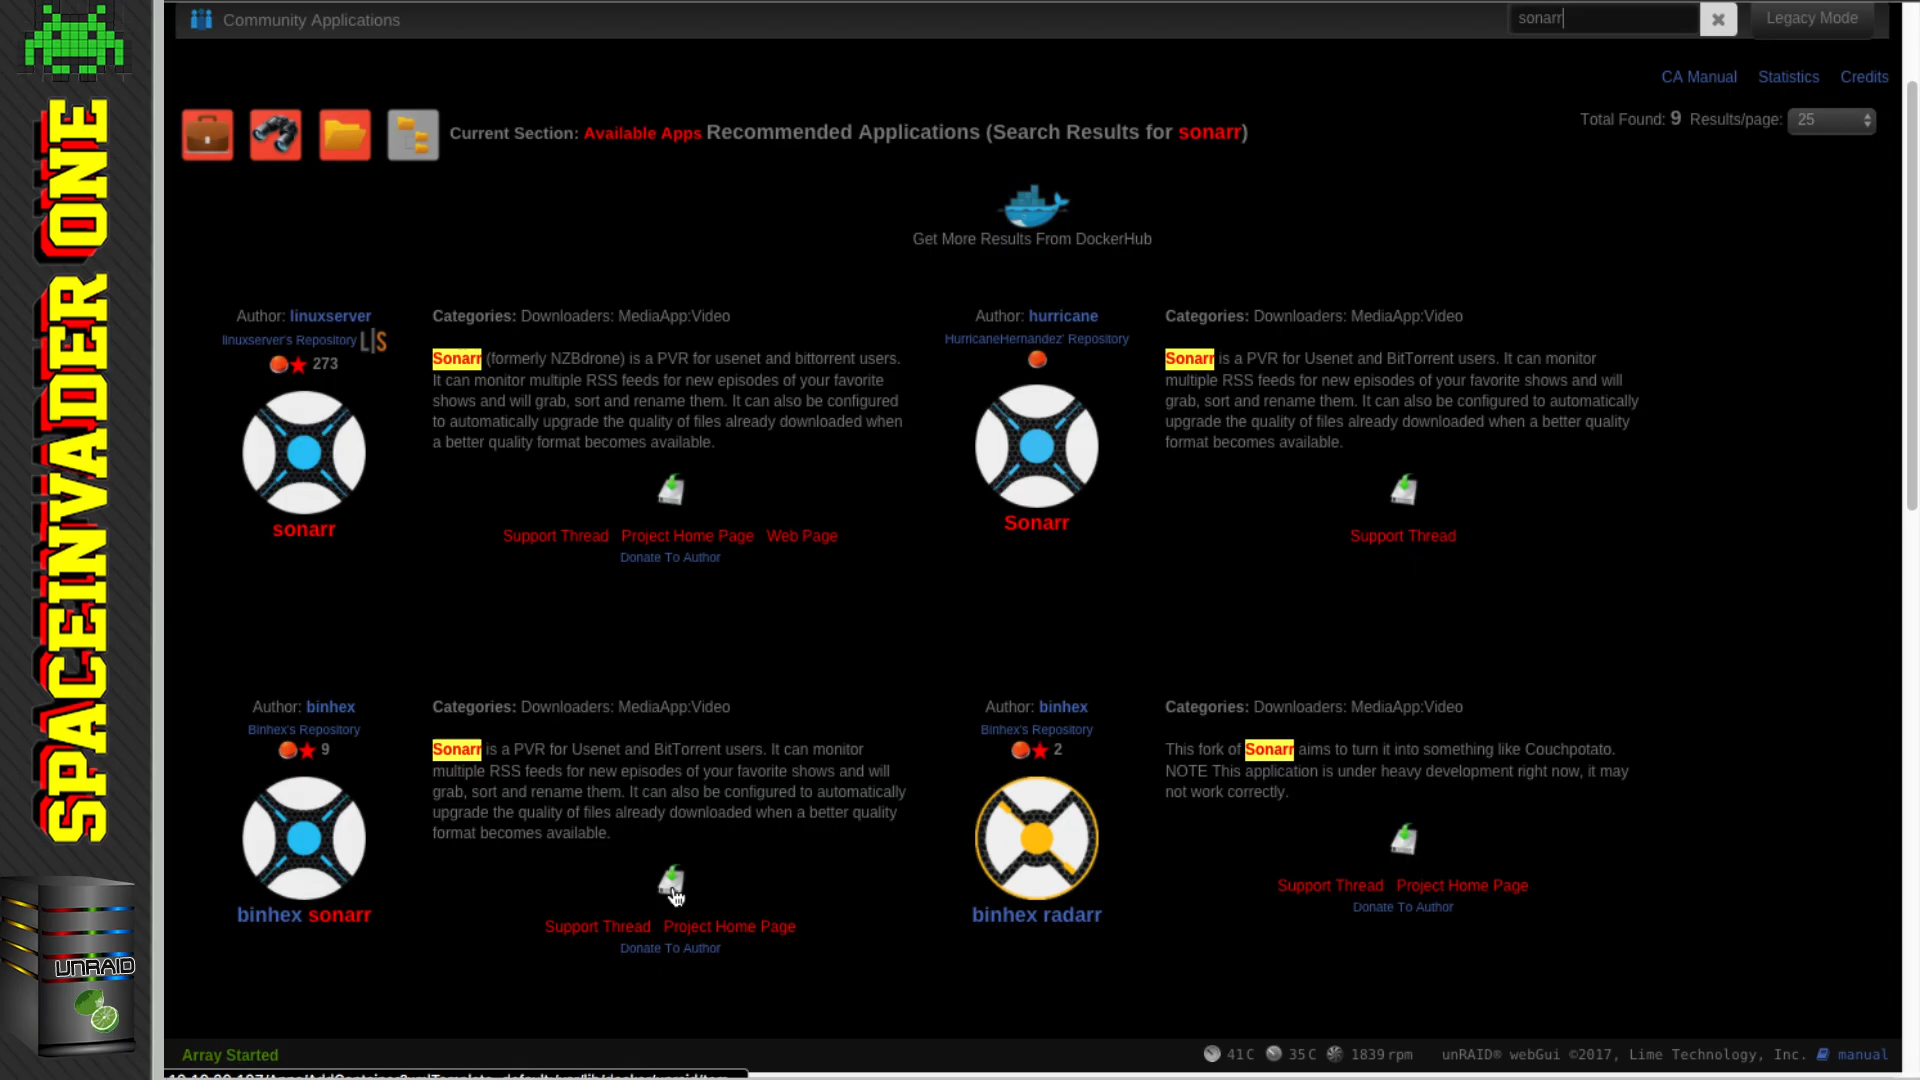 SPACEINVADER ONE
UNRAID
Community Applications
sonarr
Legacy Mode
CA Manual Statistics Credits
Current Section: Available Apps Recommended Applications (Search Results for sonarr)
Total Found: 9 Results/page: 25
Get More Results From DockerHub
Author: linuxserver
linuxserver's Repository L|S
273
sonarr
Categories: Downloaders: MediaApp:Video
Sonarr (formerly NZBdrone) is a PVR for usenet and bittorrent users.
It can monitor multiple RSS feeds for new episodes of your favorite
shows and will grab, sort and rename them. It can also be configured
to automatically upgrade the quality of files already downloaded when
a better quality format becomes available.
Support Thread Project Home Page Web Page
Donate To Author
Author: hurricane
HurricaneHernandez' Repository
Sonarr
Categories: Downloaders: MediaApp:Video
Sonarr is a PVR for Usenet and BitTorrent users. It can monitor
multiple RSS feeds for new episodes of your favorite shows and will
grab, sort and rename them. It can also be configured to automatically
upgrade the quality of files already downloaded when a better quality
format becomes available.
Support Thread
Author: binhex
Binhex's Repository
9
binhex sonarr
Categories: Downloaders: MediaApp:Video
Sonarr is a PVR for Usenet and BitTorrent users. It can monitor
multiple RSS feeds for new episodes of your favorite shows and will
grab, sort and rename them. It can also be configured to automatically
upgrade the quality of files already downloaded when a better quality
format becomes available.
Support Thread Project Home Page
Donate To Author
Author: binhex
Binhex's Repository
2
binhex radarr
Categories: Downloaders: MediaApp:Video
This fork of Sonarr aims to turn it into something like Couchpotato.
NOTE This application is under heavy development right now, it may
not work correctly.
Support Thread Project Home Page
Donate To Author
Array Started
41C 35C 1839 rpm unRAID® webGui ©2017, Lime Technology, Inc. manual